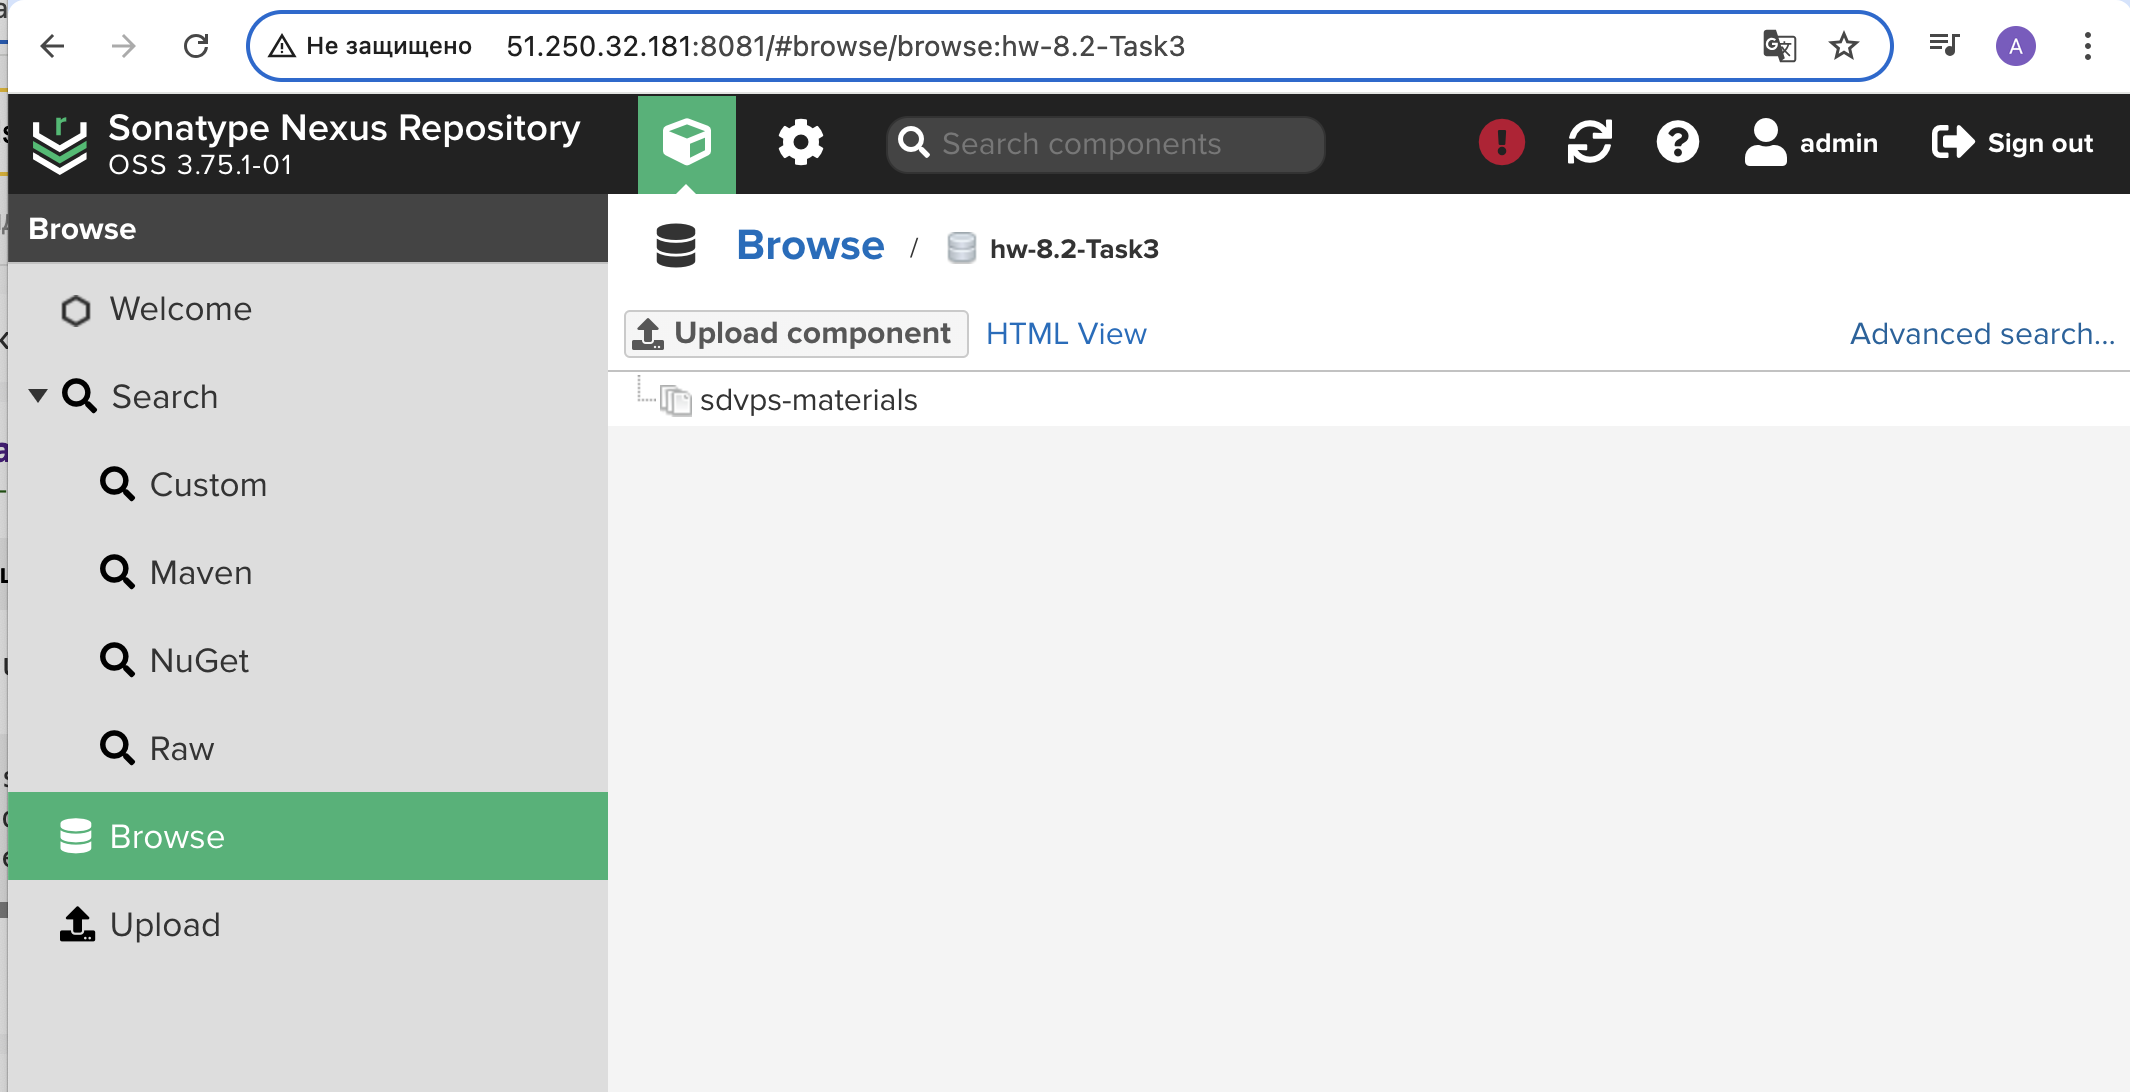 Не защищено 51.250.32.181:8081/#browse/browse:hw-8.2-Task3
A
Sonatype Nexus Repository
OSS 3.75.1-01
Search components
admin
Sign out
Browse
Welcome
Search
Custom
Maven
NuGet
Raw
Browse
Upload
Browse / hw-8.2-Task3
Upload component
HTML View
Advanced search...
sdvps-materials